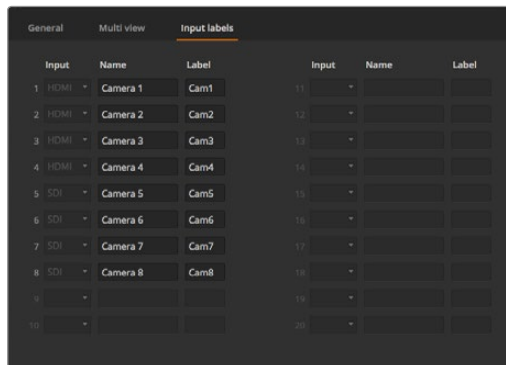 General Multi view Input labels
Input Name Label Input Name Label
1 HDMI Camera 1 Cam1 11
2 HDMI Camera 2 Cam2 12
3 HDMI Camera 3 Cam3 13
4 HDMI Camera 4 Cam4 14
5 SDI Camera 5 Cam5 15
6 SDI Camera 6 Cam6 16
7 SDI Camera 7 Cam7 17
8 SDI Camera 8 Cam8 18
9 19
10 20